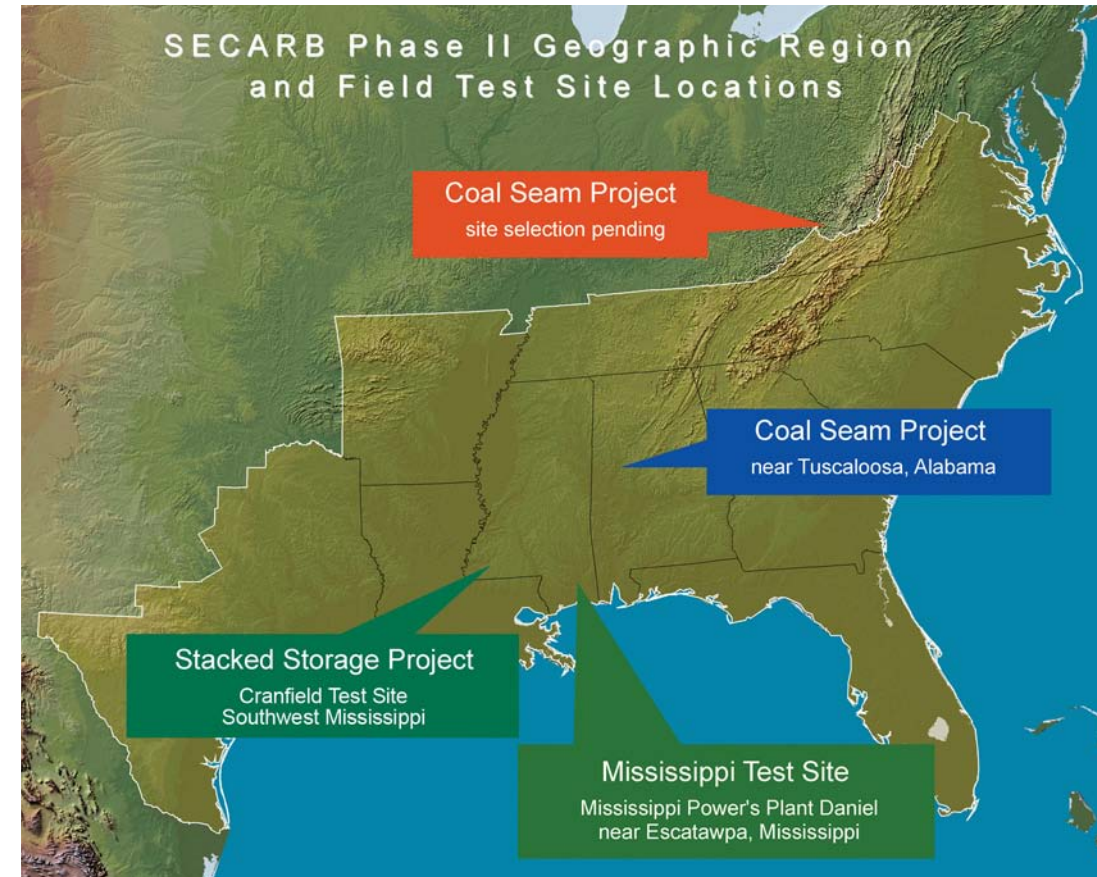 SECARB Phase II Geographic Region
and Field Test Site Locations
Coal Seam Project
site selection pending
Coal Seam Project
near Tuscaloosa, Alabama
Stacked Storage Project
Cranfield Test Site
Southwest Mississippi
Mississippi Test Site
Mississippi Power's Plant Daniel
near Escatawpa, Mississippi